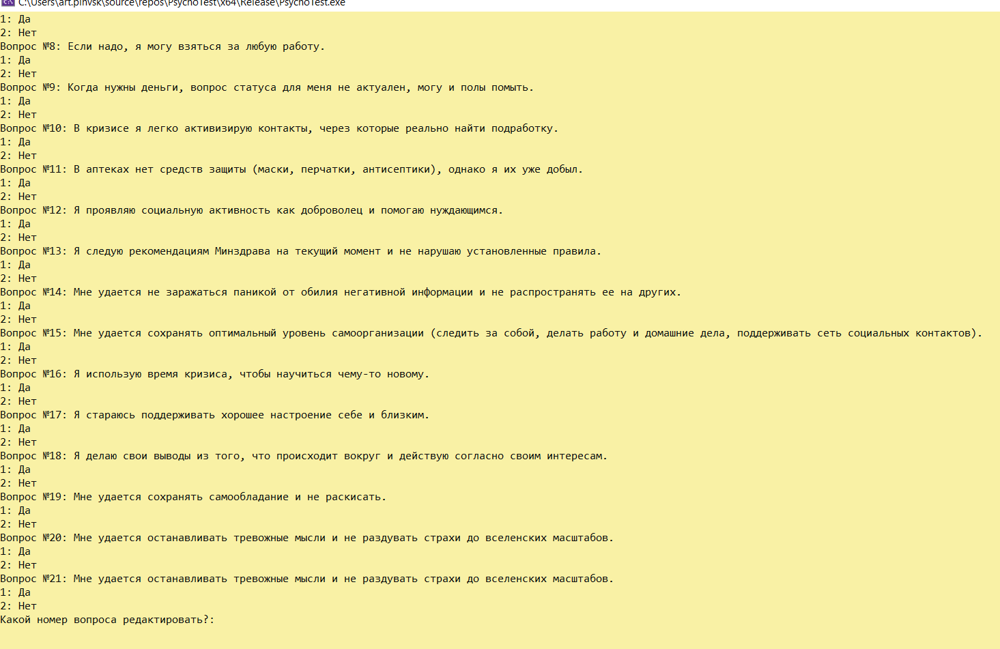 C:\Users\art.pinvsk\source\repos\PsychoTest\x64\Release\PsychoTest.exe
1: Да
2: Нет
Вопрос №8: Если надо, я могу взяться за любую работу.
1: Да
2: Нет
Вопрос №9: Когда нужны деньги, вопрос статуса для меня не актуален, могу и полы помыть.
1: Да
2: Нет
Вопрос №10: В кризисе я легко активизирую контакты, через которые реально найти подработку.
1: Да
2: Нет
Вопрос №11: В аптеках нет средств защиты (маски, перчатки, антисептики), однако я их уже добыл.
1: Да
2: Нет
Вопрос №12: Я проявляю социальную активность как доброволец и помогаю нуждающимся.
1: Да
2: Нет
Вопрос №13: Я следую рекомендациям Минздрава на текущий момент и не нарушаю установленные правила.
1: Да
2: Нет
Вопрос №14: Мне удается не заражаться паникой от обилия негативной информации и не распространять ее на других.
1: Да
2: Нет
Вопрос №15: Мне удается сохранять оптимальный уровень самоорганизации (следить за собой, делать работу и домашние дела, поддерживать сеть социальных контактов).
1: Да
2: Нет
Вопрос №16: Я использую время кризиса, чтобы научиться чему-то новому.
1: Да
2: Нет
Вопрос №17: Я стараюсь поддерживать хорошее настроение себе и близким.
1: Да
2: Нет
Вопрос №18: Я делаю свои выводы из того, что происходит вокруг и действую согласно своим интересам.
1: Да
2: Нет
Вопрос №19: Мне удается сохранять самообладание и не раскисать.
1: Да
2: Нет
Вопрос №20: Мне удается останавливать тревожные мысли и не раздувать страхи до вселенских масштабов.
1: Да
2: Нет
Вопрос №21: Мне удается останавливать тревожные мысли и не раздувать страхи до вселенских масштабов.
1: Да
2: Нет
Какой номер вопроса редактировать?: